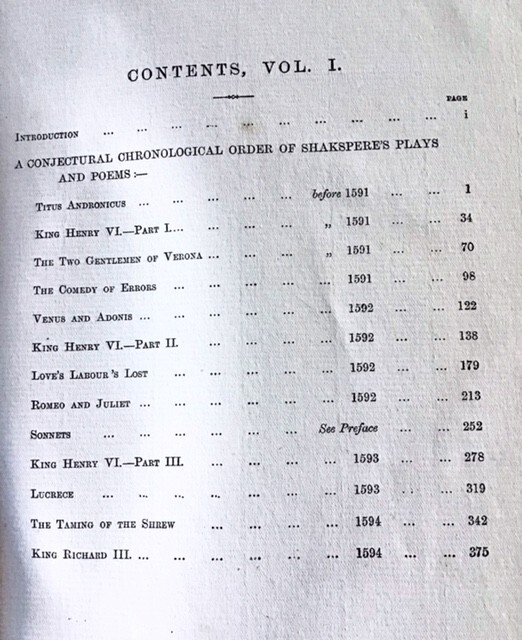 CONTENTS, VOL. I.
PAGE
INTRODUCTION ... ... ... ... ... ... ... ... ... ... i
A CONJECTURAL CHRONOLOGICAL ORDER OF SHAKSPERE'S PLAYS
AND POEMS:—
TITUS ANDRONICUS ... ... ... ... ... before 1591 ... ... 1
KING HENRY VI.—PART I.... ... ... ... „ 1591 ... ... 34
THE TWO GENTLEMEN OF VERONA ... ... ... „ 1591 ... ... 70
THE COMEDY OF ERRORS ... ... ... ... 1591 ... ... 98
VENUS AND ADONIS ... ... ... ... ... 1592 ... ... 122
KING HENRY VI.—PART II. ... ... ... ... 1592 ... ... 138
LOVE'S LABOUR'S LOST ... ... ... ... 1592 ... ... 179
ROMEO AND JULIET ... ... ... ... ... 1592 ... ... 213
SONNETS ... ... ... ... ... ... See Preface ... ... 252
KING HENRY VI.—PART III. ... ... ... 1593 ... ... 278
LUCRECE ... ... ... ... ... ... 1593 ... ... 319
THE TAMING OF THE SHREW ... ... ... ... 1594 ... ... 342
KING RICHARD III. ... ... ... ... ... 1594 ... ... 375